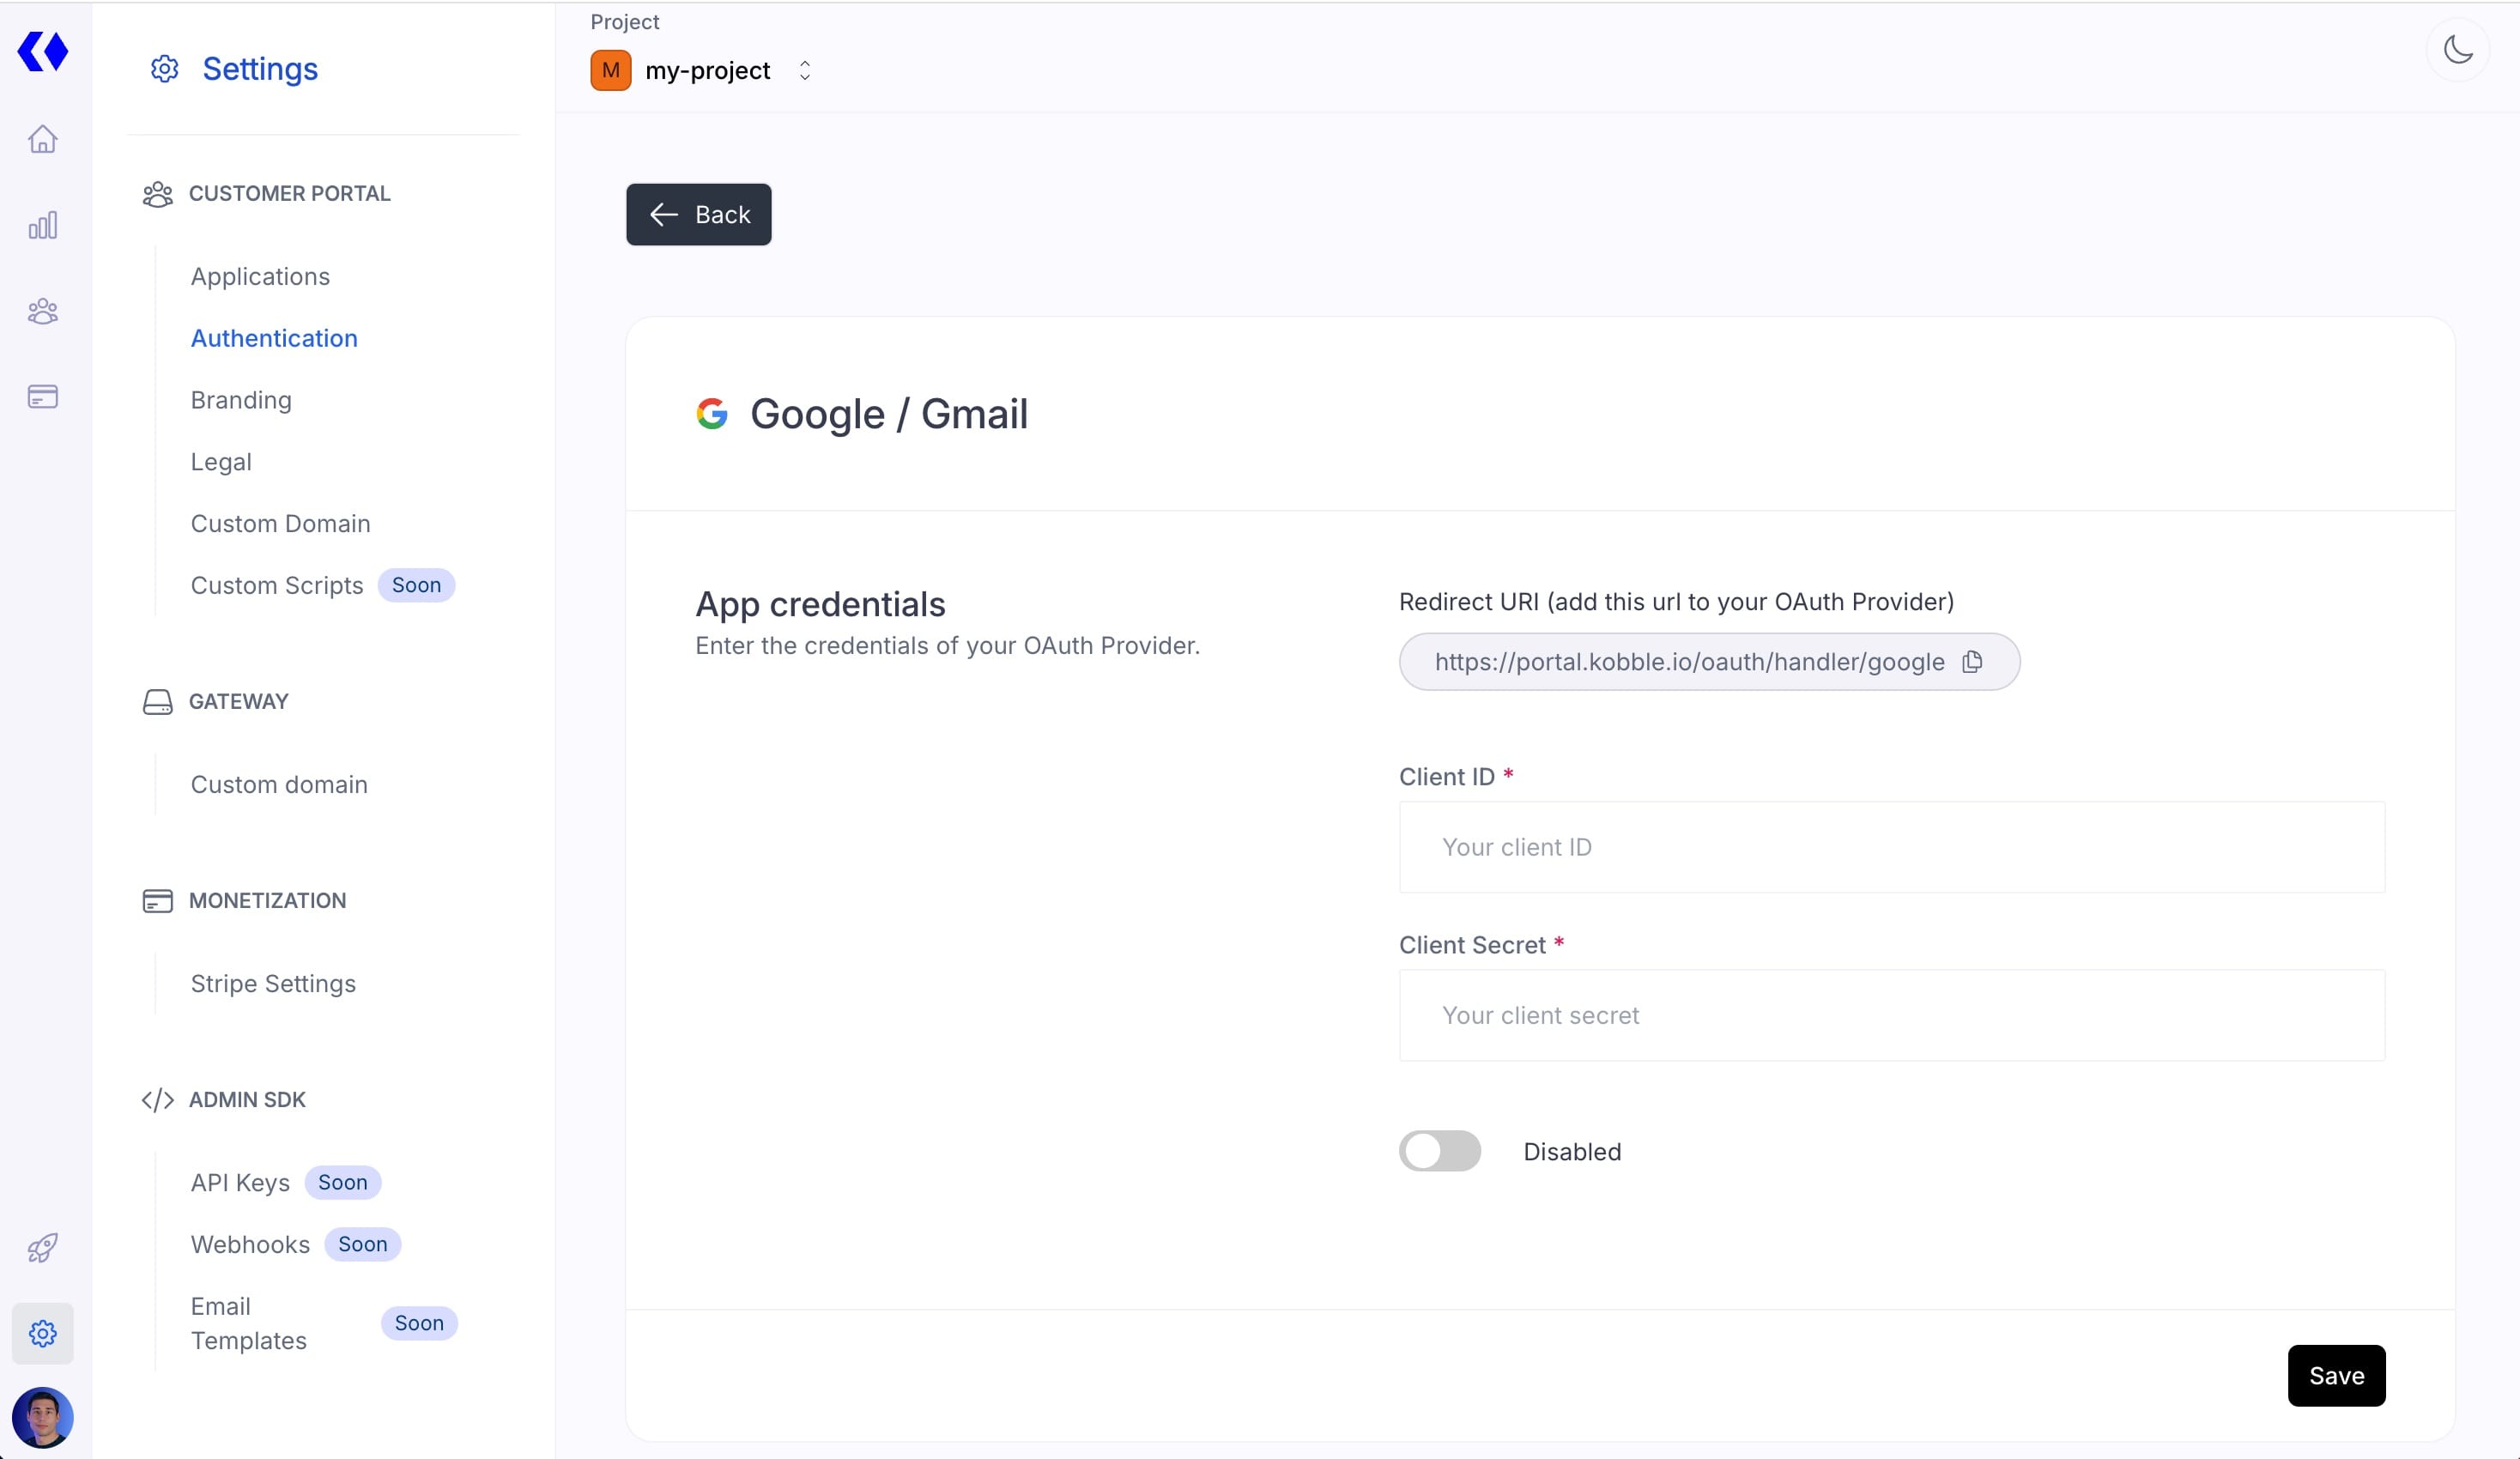 Settings
CUSTOMER PORTAL
Applications
Authentication
Branding
Legal
Custom Domain
Custom Scripts Soon
GATEWAY
Custom domain
MONETIZATION
Stripe Settings
ADMIN SDK
API Keys Soon
Webhooks Soon
Email
Templates
Soon
Project
M my-project
Back
Google / Gmail
App credentials
Enter the credentials of your OAuth Provider.
Redirect URI (add this url to your OAuth Provider)
https://portal.kobble.io/oauth/handler/google
Client ID *
Your client ID
Client Secret *
Your client secret
Disabled
Save